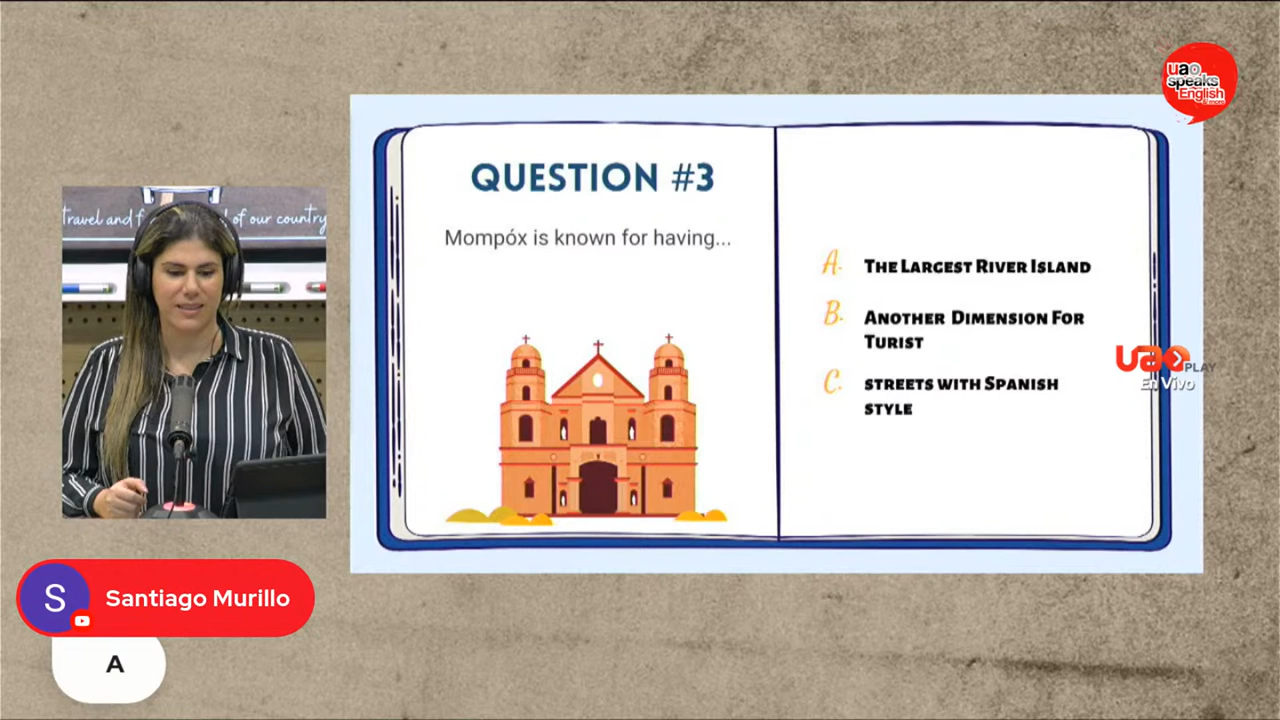 uao
speaks
English
QUESTION #3
Mompóx is known for having...
A. THE LARGEST RIVER ISLAND
B. ANOTHER DIMENSION FOR
TURIST
C. STREETS WITH SPANISH
STYLE
uao PLAY
En Vivo
travel and f
of our country
S
Santiago Murillo
A